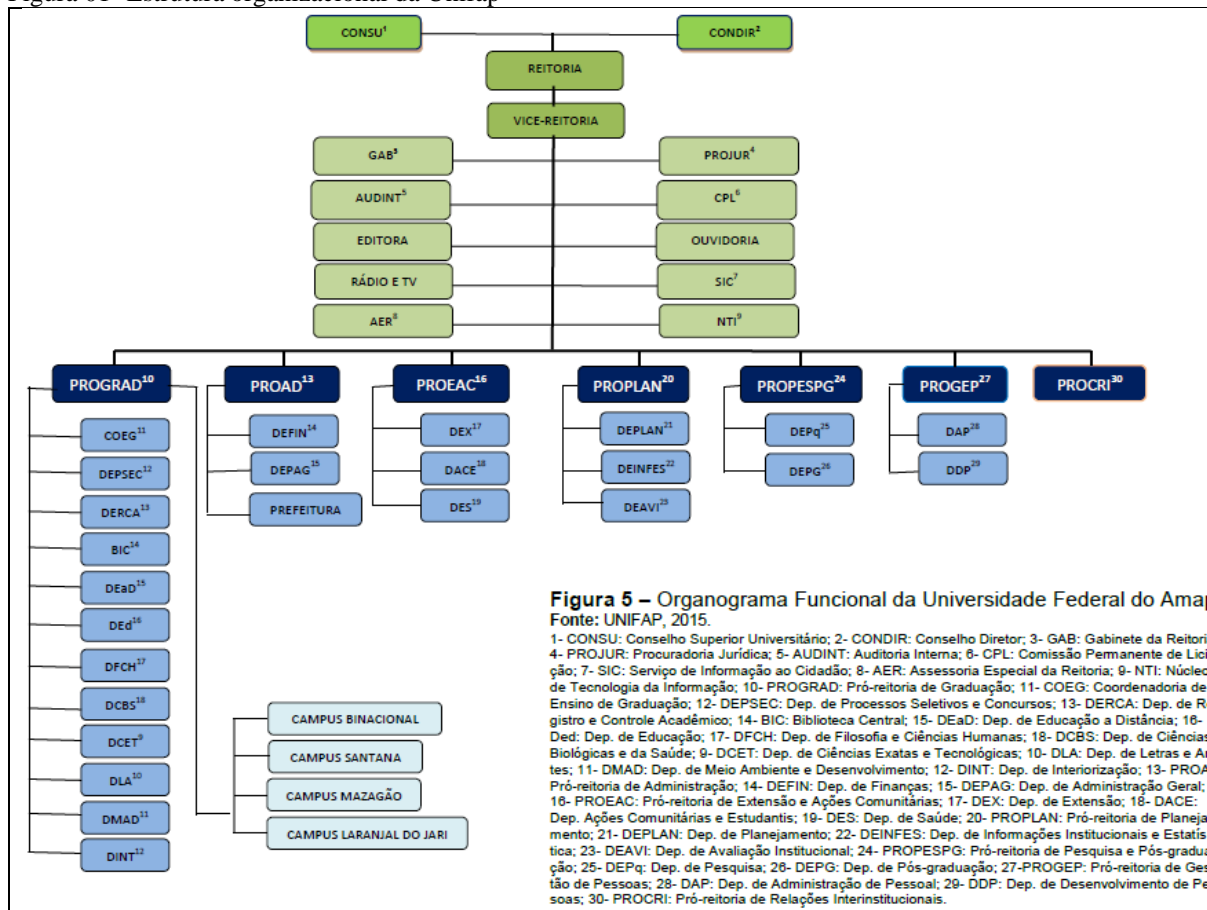 Figura 01- Estrutura organizacional da Unifap
CONSU¹
CONDIR²
REITORIA
VICE-REITORIA
GAB³
PROJUR⁴
AUDINT⁵
CPL⁶
EDITORA
OUVIDORIA
RÁDIO E TV
SIC⁷
AER⁸
NTI⁹
PROGRAD¹⁰
PROAD¹³
PROEAC¹⁶
PROPLAN²⁰
PROPESPG²⁴
PROGEP²⁷
PROCRI³⁰
COEG¹¹
DEPSEC¹²
DERCA¹³
BIC¹⁴
DEaD¹⁵
DEd¹⁶
DFCH¹⁷
DCBS¹⁸
DCET⁹
DLA¹⁰
DMAD¹¹
DINT¹²
CAMPUS BINACIONAL
CAMPUS SANTANA
CAMPUS MAZAGÃO
CAMPUS LARANJAL DO JARI
DEFIN¹⁴
DEPAG¹⁵
PREFEITURA
DEX¹⁷
DACE¹⁸
DES¹⁹
DEPLAN²¹
DEINFES²²
DEAVI²³
DEPq²⁵
DEPG²⁶
DAP²⁸
DDP²⁹
Figura 5 – Organograma Funcional da Universidade Federal do Amap
Fonte: UNIFAP, 2015.
1- CONSU: Conselho Superior Universitário; 2- CONDIR: Conselho Diretor; 3- GAB: Gabinete da Reitori
4- PROJUR: Procuradoria Jurídica; 5- AUDINT: Auditoria Interna; 6- CPL: Comissão Permanente de Lici
ção; 7- SIC: Serviço de Informação ao Cidadão; 8- AER: Assessoria Especial da Reitoria; 9- NTI: Núcleo
de Tecnologia da Informação; 10- PROGRAD: Pró-reitoria de Graduação; 11- COEG: Coordenadoria de
Ensino de Graduação; 12- DEPSEC: Dep. de Processos Seletivos e Concursos; 13- DERCA: Dep. de Re
gistro e Controle Acadêmico; 14- BIC: Biblioteca Central; 15- DEaD: Dep. de Educação a Distância; 16-
Ded: Dep. de Educação; 17- DFCH: Dep. de Filosofia e Ciências Humanas; 18- DCBS: Dep. de Ciências
Biológicas e da Saúde; 9- DCET: Dep. de Ciências Exatas e Tecnológicas; 10- DLA: Dep. de Letras e Ar
tes; 11- DMAD: Dep. de Meio Ambiente e Desenvolvimento; 12- DINT: Dep. de Interiorização; 13- PROA
Pró-reitoria de Administração; 14- DEFIN: Dep. de Finanças; 15- DEPAG: Dep. de Administração Geral;
16- PROEAC: Pró-reitoria de Extensão e Ações Comunitárias; 17- DEX: Dep. de Extensão; 18- DACE:
Dep. Ações Comunitárias e Estudantis; 19- DES: Dep. de Saúde; 20- PROPLAN: Pró-reitoria de Planeja
mento; 21- DEPLAN: Dep. de Planejamento; 22- DEINFES: Dep. de Informações Institucionais e Estatís
tica; 23- DEAVI: Dep. de Avaliação Institucional; 24- PROPESPG: Pró-reitoria de Pesquisa e Pós-gradua
ção; 25- DEPq: Dep. de Pesquisa; 26- DEPG: Dep. de Pós-graduação; 27-PROGEP: Pró-reitoria de Ges
tão de Pessoas; 28- DAP: Dep. de Administração de Pessoal; 29- DDP: Dep. de Desenvolvimento de Pe
soas; 30- PROCRI: Pró-reitoria de Relações Interinstitucionais.